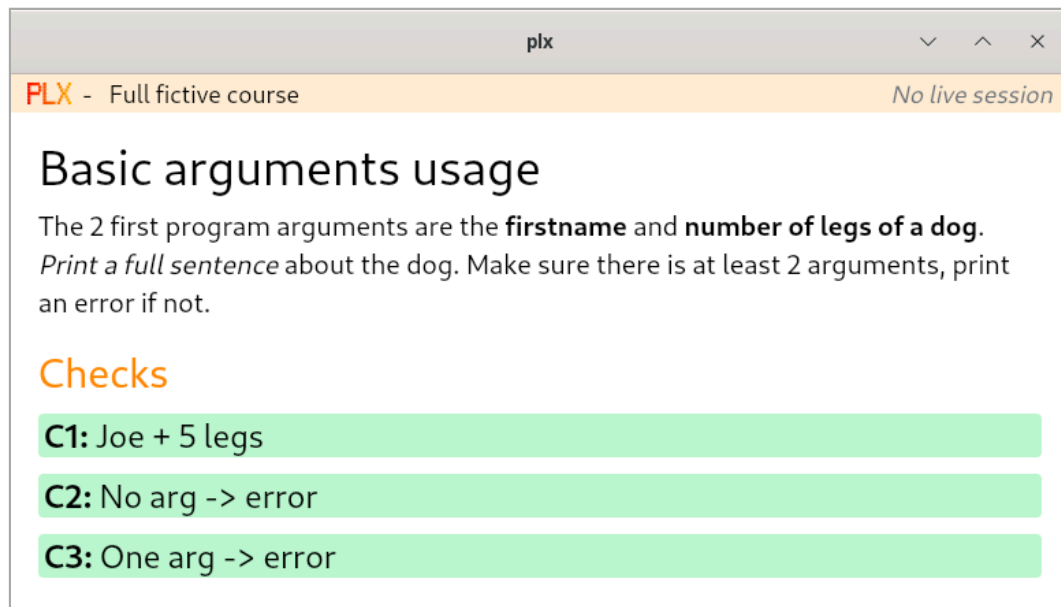 plx
PLX - Full fictive course
No live session
Basic arguments usage
The 2 first program arguments are the firstname and number of legs of a dog.
Print a full sentence about the dog. Make sure there is at least 2 arguments, print
an error if not.
Checks
C1: Joe + 5 legs
C2: No arg -> error
C3: One arg -> error